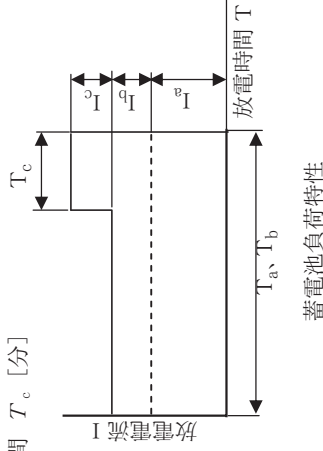 間 T c [分]
放電電流 I
Tc
Ic
Ib
Ia
Ta、Tb
放電時間 T
蓄電池負荷特性